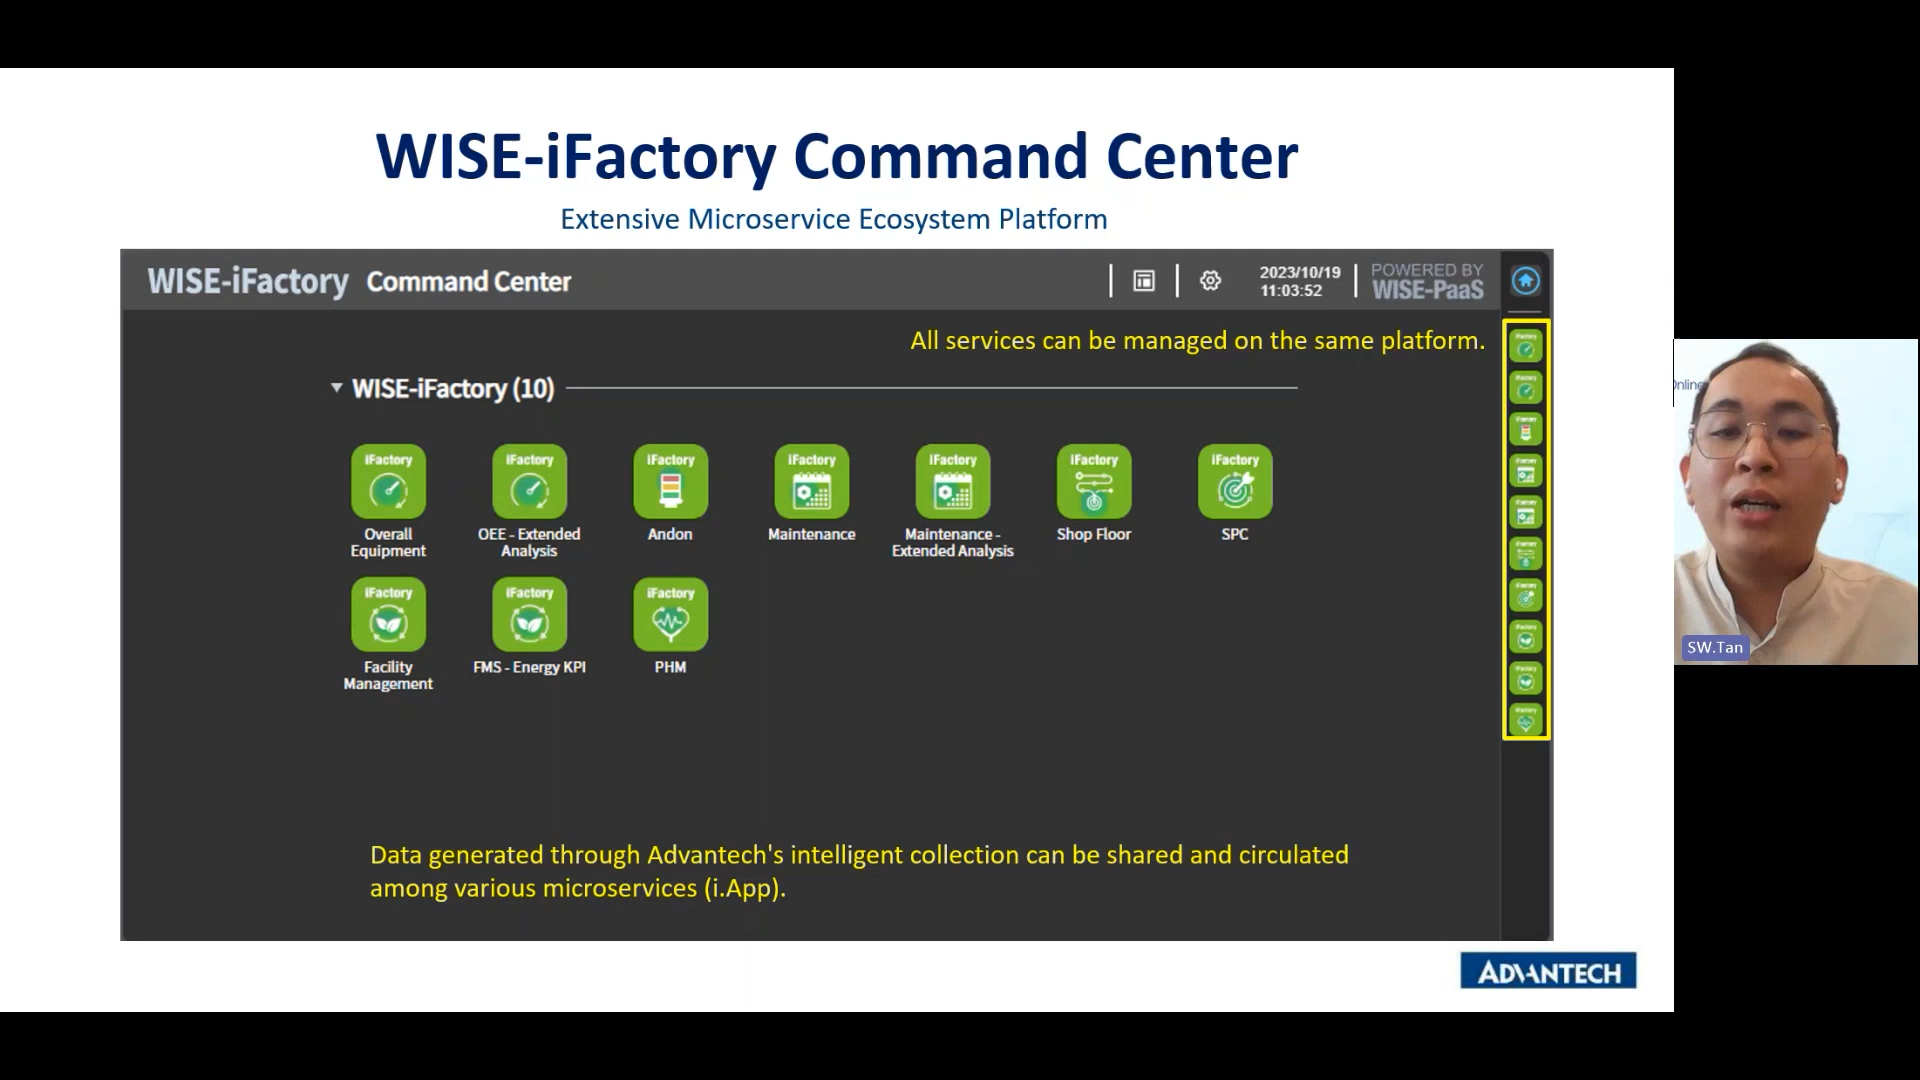 WISE-iFactory Command Center
Extensive Microservice Ecosystem Platform
WISE-iFactory Command Center
2023/10/19
11:03:52
POWERED BY
WISE-PaaS
All services can be managed on the same platform.
WISE-iFactory (10)
iFactory
Overall
Equipment
iFactory
OEE - Extended
Analysis
iFactory
Andon
iFactory
Maintenance
iFactory
Maintenance -
Extended Analysis
iFactory
Shop Floor
iFactory
SPC
iFactory
Facility
Management
iFactory
FMS - Energy KPI
iFactory
PHM
Data generated through Advantech's intelligent collection can be shared and circulated
among various microservices (i.App).
ADVANTECH
SW.Tan